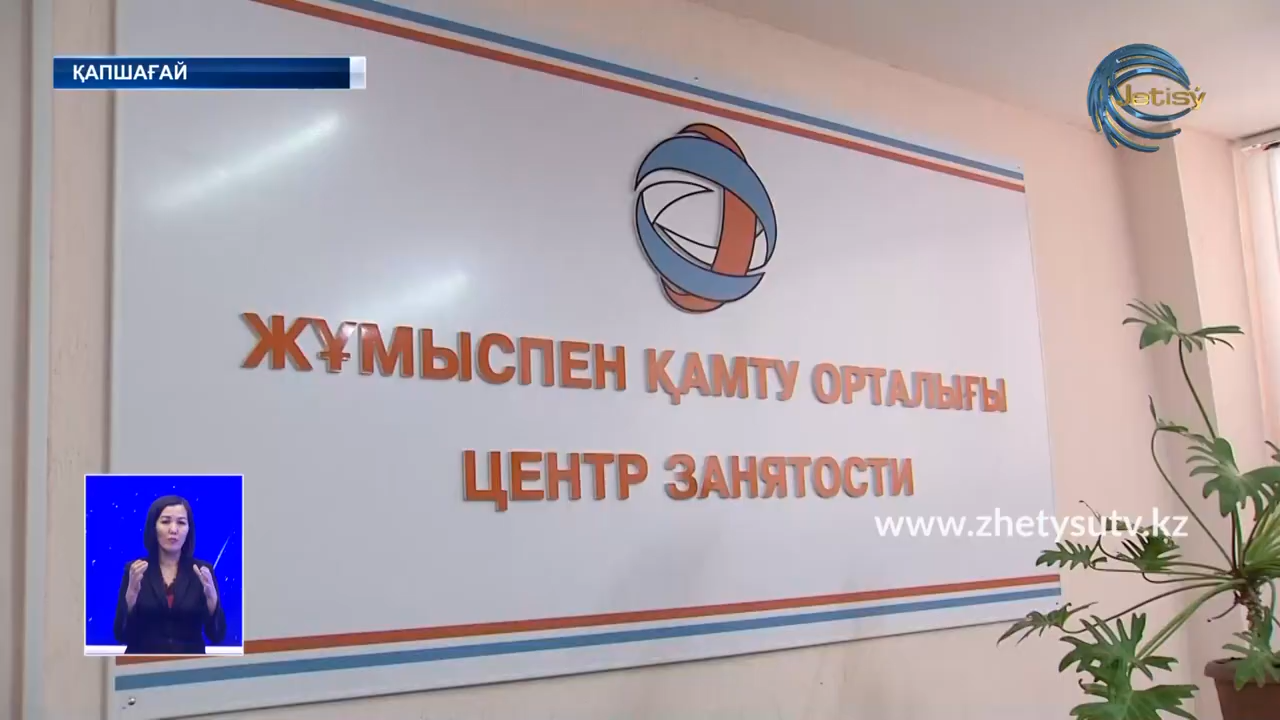 ҚАПШАҒАЙ
Jetisý
ЖҰМЫСПЕН ҚАМТУ ОРТАЛЫҒЫ
ЦЕНТР ЗАНЯТОСТИ
www.zhetysutv.kz